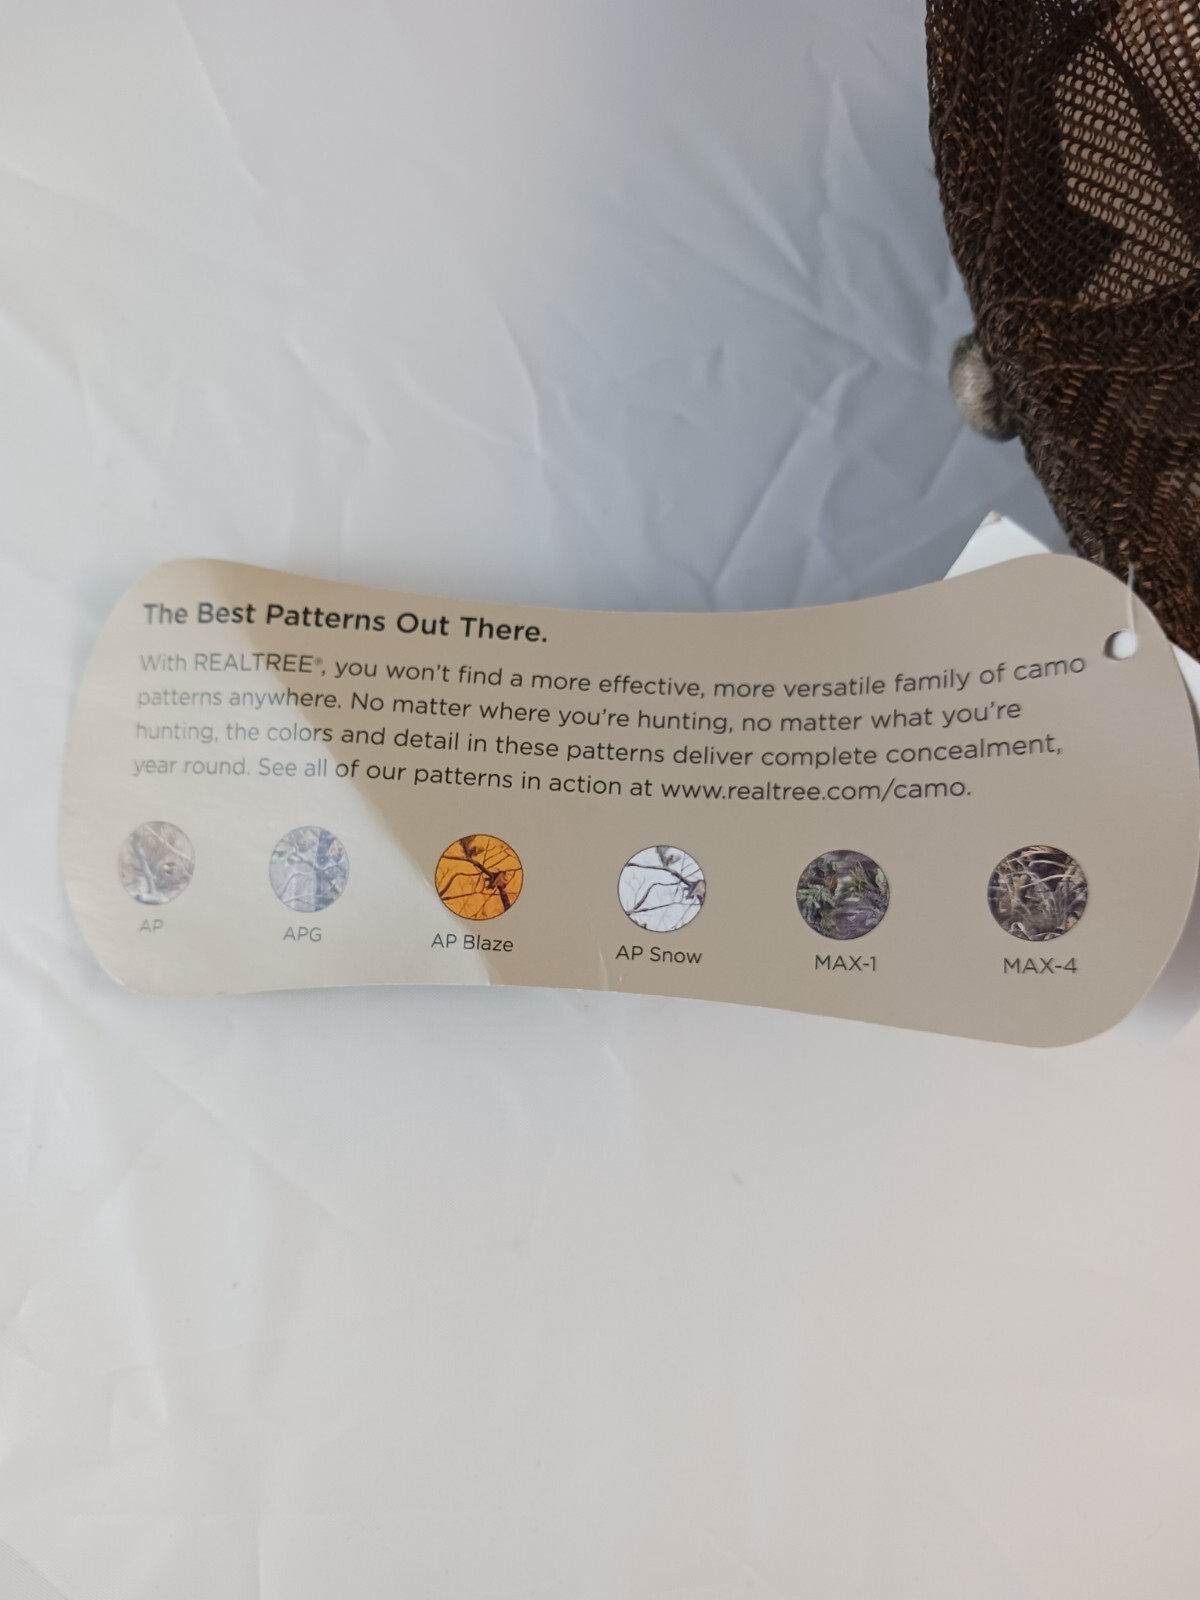 The Best Patterns Out There.
With REALTREE®, you won't find a more effective, more versatile family of camo
patterns anywhere. No matter where you're hunting, no matter what you're
hunting, the colors and detail in these patterns deliver complete concealment,
year round. See all of our patterns in action at www.realtree.com/camo.
AP
APG
AP Blaze
AP Snow
MAX-1
MAX-4